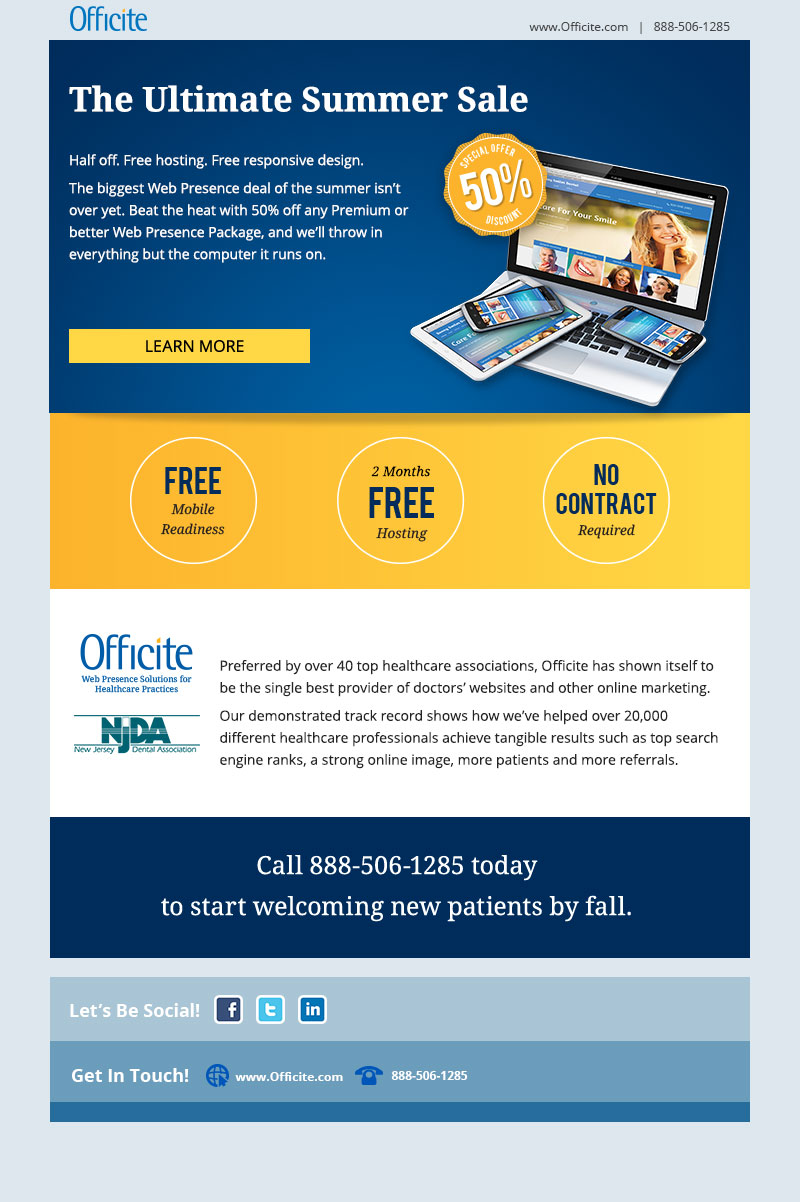 Officite
www.Officite.com | 888-506-1285
The Ultimate Summer Sale
Half off. Free hosting. Free responsive design.
The biggest Web Presence deal of the summer isn’t
over yet. Beat the heat with 50% off any Premium or
better Web Presence Package, and we’ll throw in
everything but the computer it runs on.
LEARN MORE
SPECIAL OFFER
50%
DISCOUNT
Care For Your Smile
FREE
Mobile
Readiness
2 Months
FREE
Hosting
NO
CONTRACT
Required
Officite
Web Presence Solutions for
Healthcare Practices
NJDA
New Jersey Dental Association
Preferred by over 40 top healthcare associations, Officite has shown itself to
be the single best provider of doctors’ websites and other online marketing.
Our demonstrated track record shows how we’ve helped over 20,000
different healthcare professionals achieve tangible results such as top search
engine ranks, a strong online image, more patients and more referrals.
Call 888-506-1285 today
to start welcoming new patients by fall.
Let’s Be Social!
Get In Touch!
www.Officite.com
888-506-1285